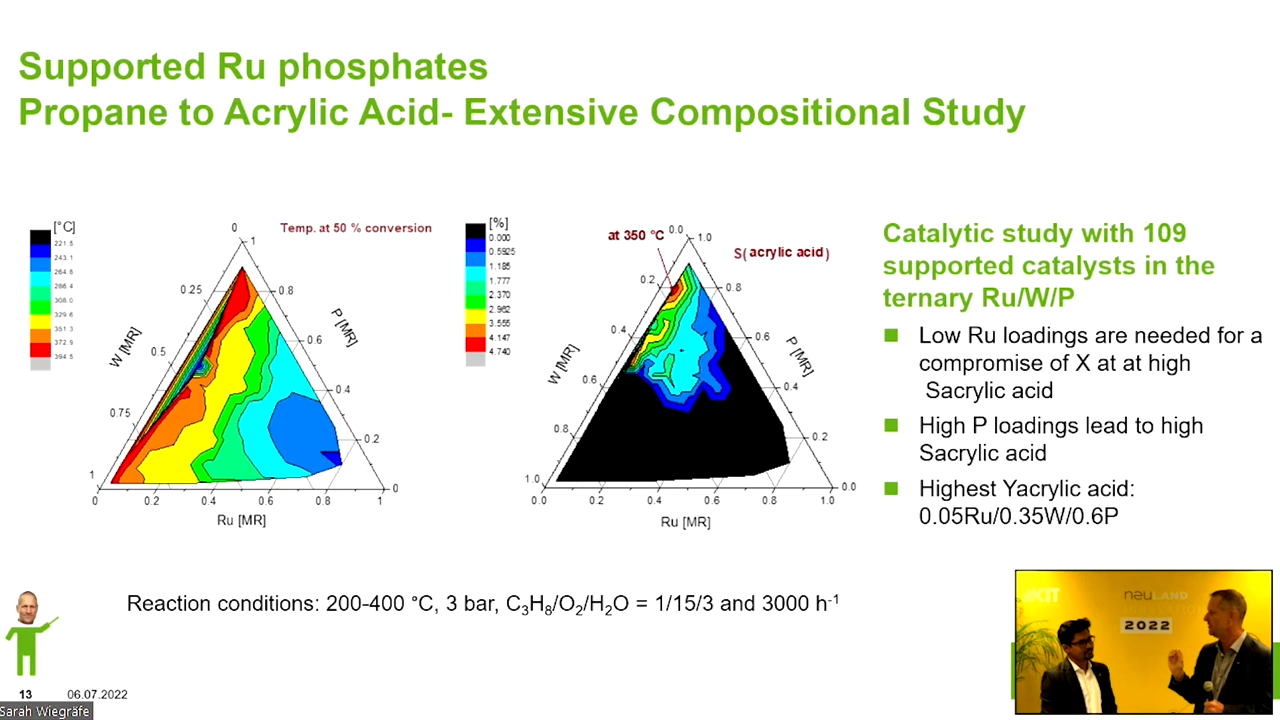 Supported Ru phosphates
Propane to Acrylic Acid- Extensive Compositional Study
[°C]
221.5
243.1
264.8
286.4
308.0
329.6
351.3
372.9
394.5
Temp. at 50 % conversion
0
1
0.25
0.8
W [MR]
P [MR]
0.5
0.6
0.75
0.4
0.2
1
0
0 0.2 0.4 0.6 0.8 1
Ru [MR]
[%]
0.000
0.5925
1.185
1.777
2.370
2.962
3.555
4.147
4.740
at 350 °C
S( acrylic acid )
0.0
1.0
0.2
0.8
0.4
0.6
W [MR]
P [MR]
0.6
0.4
0.8
0.2
1.0
0.0
0.0 0.2 0.4 0.6 0.8 1.0
Ru [MR]
Catalytic study with 109
supported catalysts in the
ternary Ru/W/P
Low Ru loadings are needed for a
compromise of X at at high
Sacrylic acid
High P loadings lead to high
Sacrylic acid
Highest Yacrylic acid:
0.05Ru/0.35W/0.6P
Reaction conditions: 200-400 °C, 3 bar, C₃H₈/O₂/H₂O = 1/15/3 and 3000 h⁻¹
KIT
neuLAND
2022
13 06.07.2022
Sarah Wiegräfe